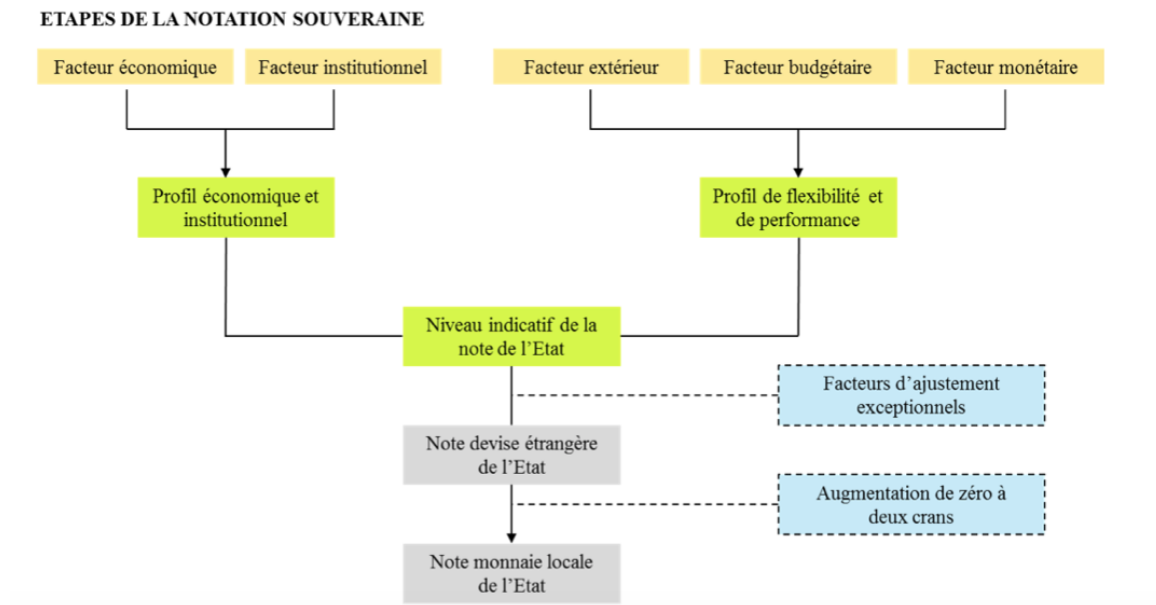 ETAPES DE LA NOTATION SOUVERAINE
Facteur économique
Facteur institutionnel
Facteur extérieur
Facteur budgétaire
Facteur monétaire
Profil économique et
institutionnel
Profil de flexibilité et
de performance
Niveau indicatif de la
note de l’Etat
Facteurs d’ajustement
exceptionnels
Note devise étrangère
de l’Etat
Augmentation de zéro à
deux crans
Note monnaie locale
de l’Etat